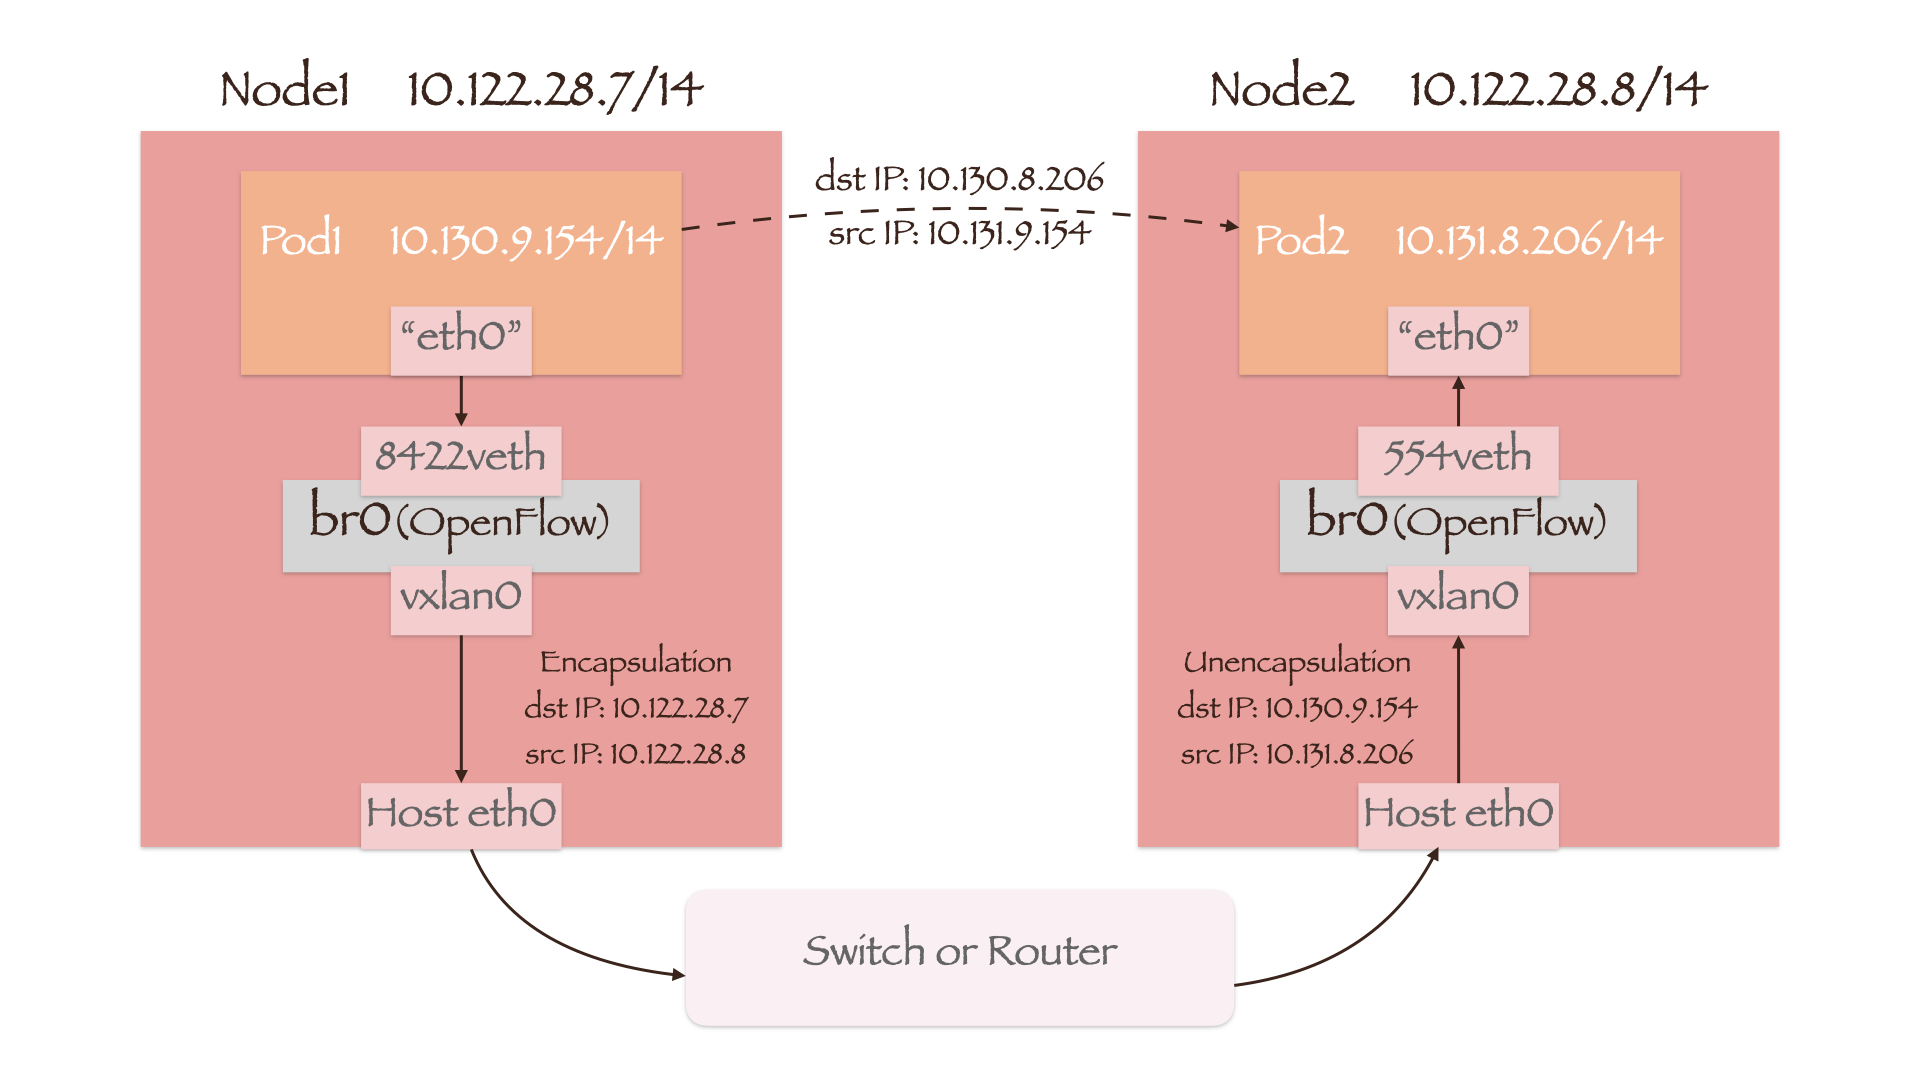 Node1 10.122.28.7/14
Node2 10.122.28.8/14
dst IP: 10.130.8.206
src IP: 10.131.9.154
Pod1 10.130.9.154/14
Pod2 10.131.8.206/14
“eth0”
“eth0”
8422veth
554veth
br0(OpenFlow)
br0(OpenFlow)
vxlan0
vxlan0
Encapsulation
dst IP: 10.122.28.7
src IP: 10.122.28.8
Unencapsulation
dst IP: 10.130.9.154
src IP: 10.131.8.206
Host eth0
Host eth0
Switch or Router